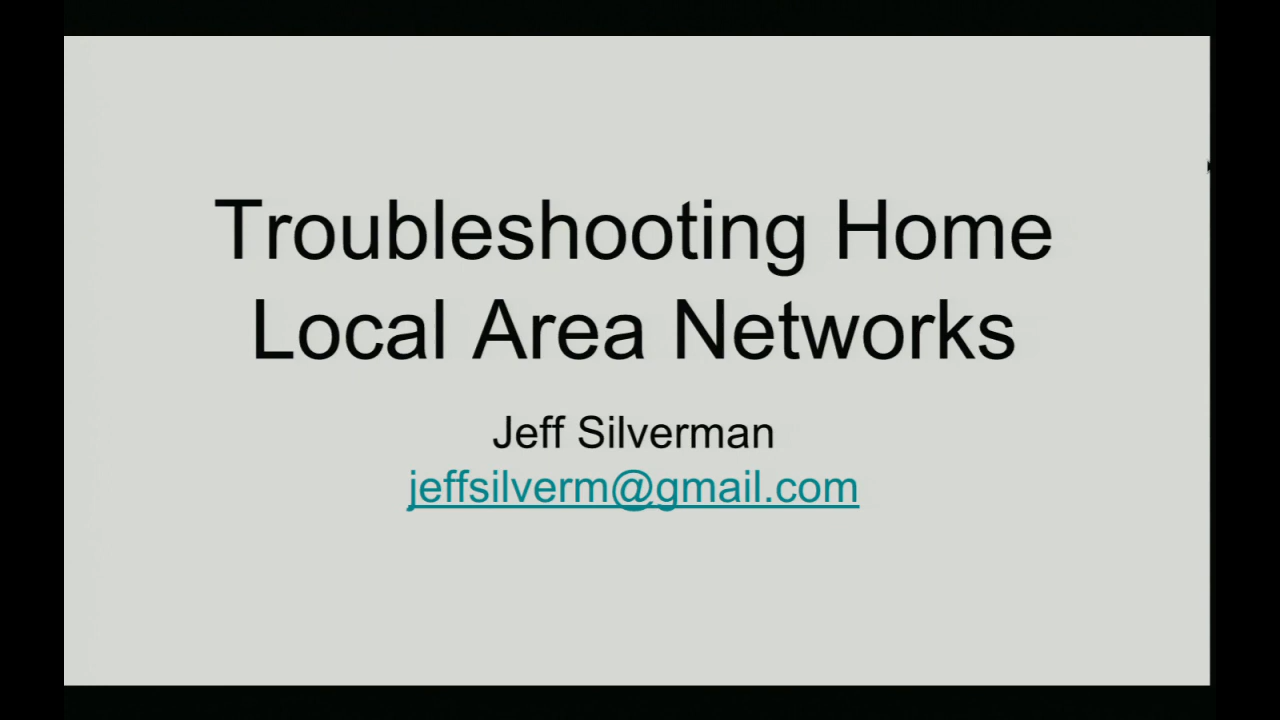 Troubleshooting Home
Local Area Networks
Jeff Silverman
jeffsilverm@gmail.com